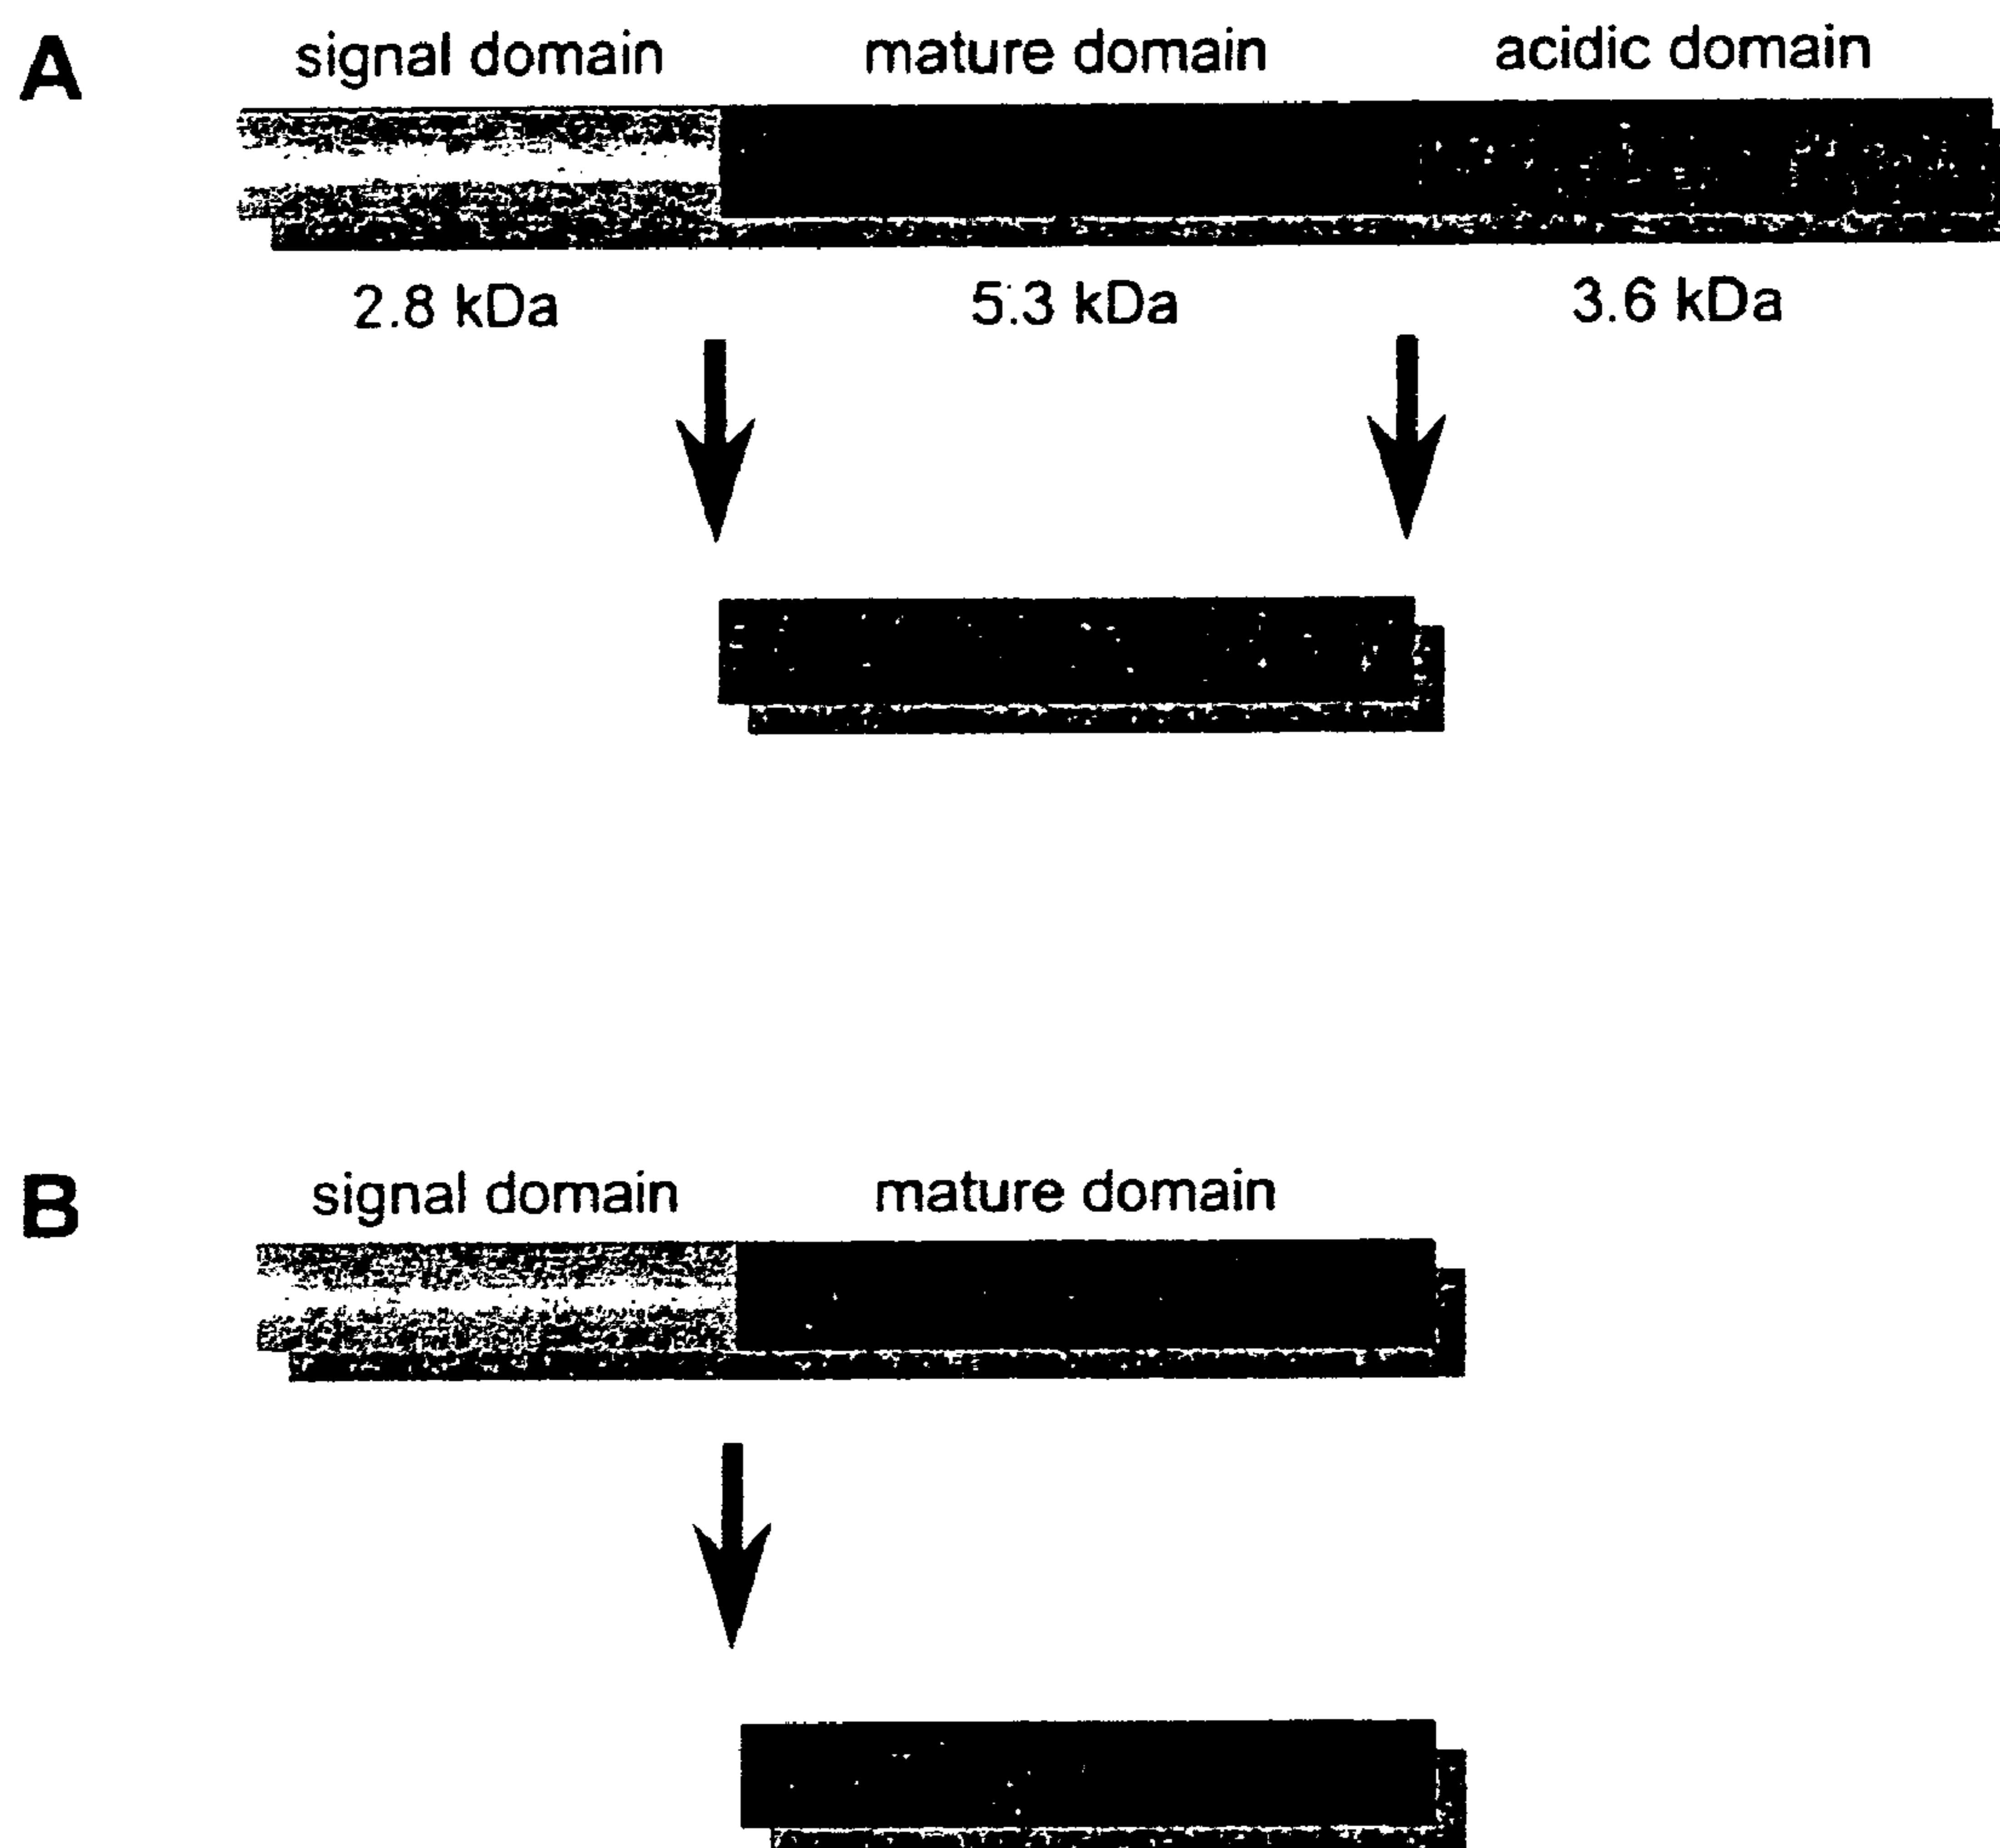 A
signal domain mature domain acidic domain
2.8 kDa 5.3 kDa 3.6 kDa
B
signal domain mature domain